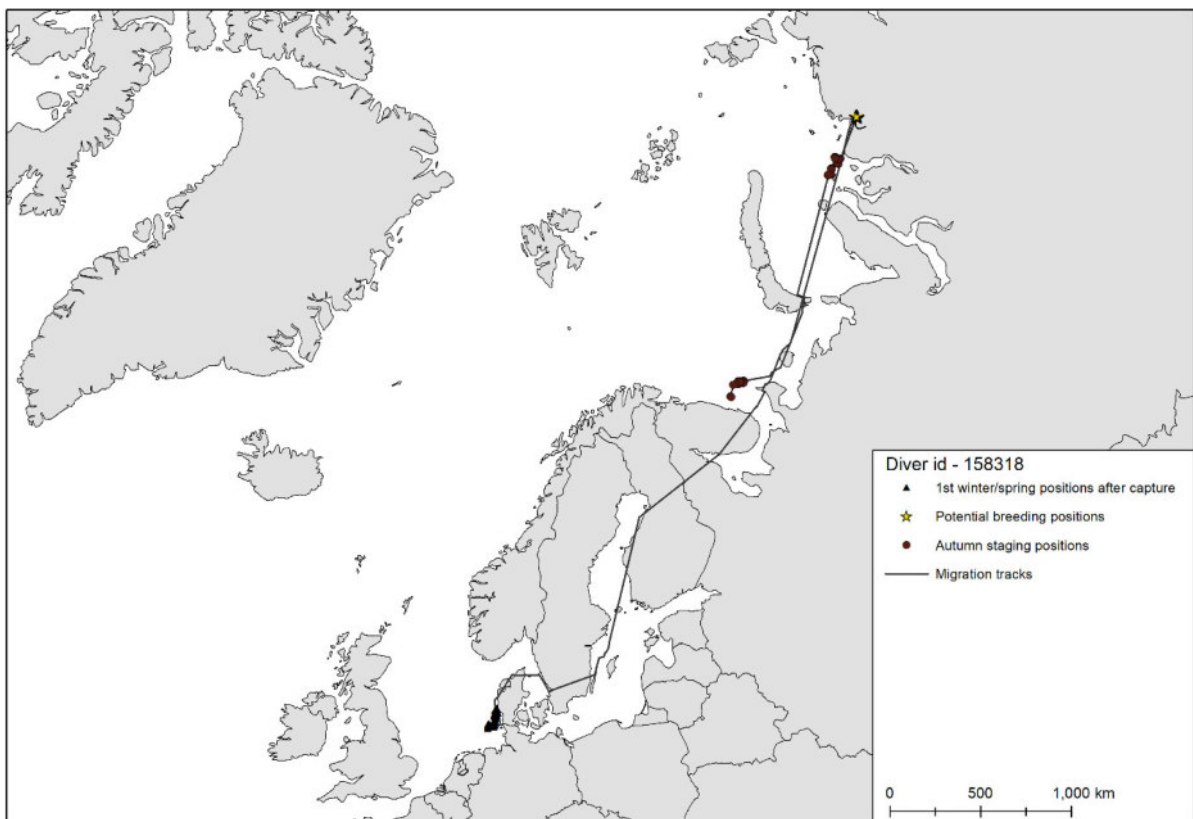 Diver id - 158318
1st winter/spring positions after capture
Potential breeding positions
Autumn staging positions
Migration tracks
0 500 1,000 km